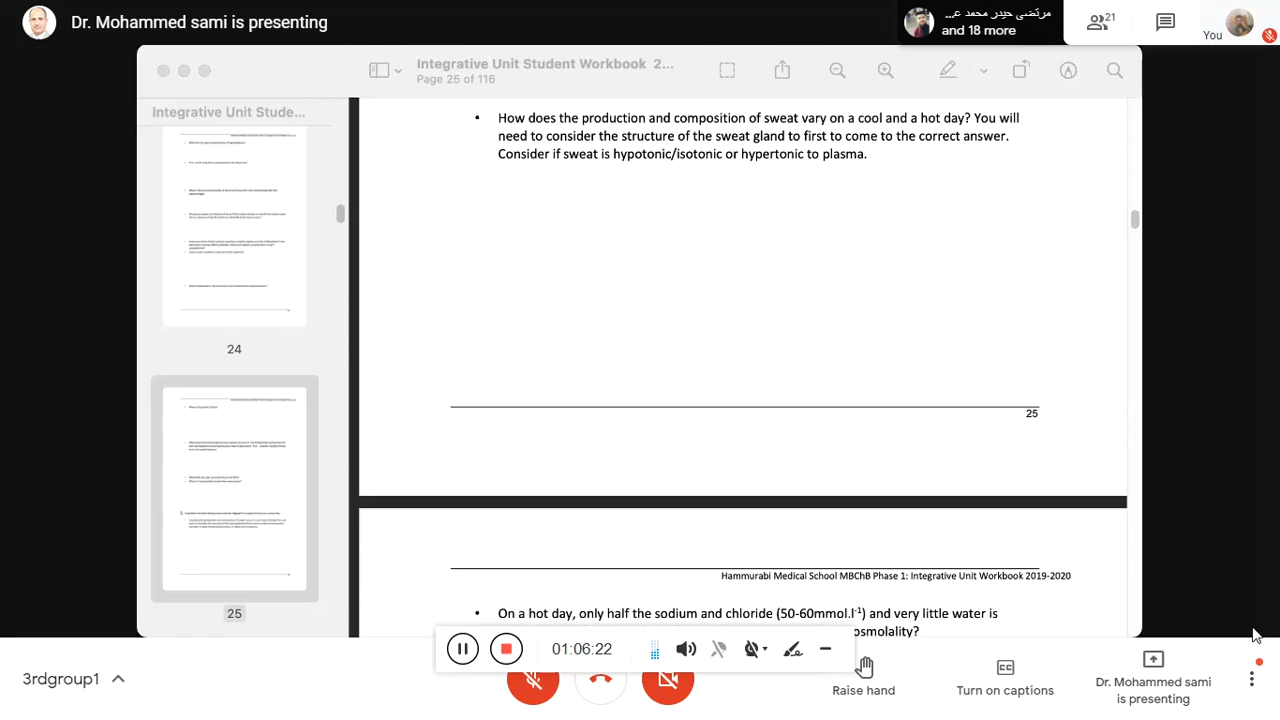 Dr. Mohammed sami is presenting
مرتضى حيدر محمد عـ...
and 18 more
21
You
Integrative Unit Student Workbook 2...
Page 25 of 116
Integrative Unit Stude...
24
25
• How does the production and composition of sweat vary on a cool and a hot day? You will
need to consider the structure of the sweat gland to first to come to the correct answer.
Consider if sweat is hypotonic/isotonic or hypertonic to plasma.
25
Hammurabi Medical School MBChB Phase 1: Integrative Unit Workbook 2019-2020
• On a hot day, only half the sodium and chloride (50-60mmol.l⁻¹) and very little water is
osmolality?
01:06:22
3rdgroup1
Raise hand
CC
Turn on captions
Dr. Mohammed sami
is presenting